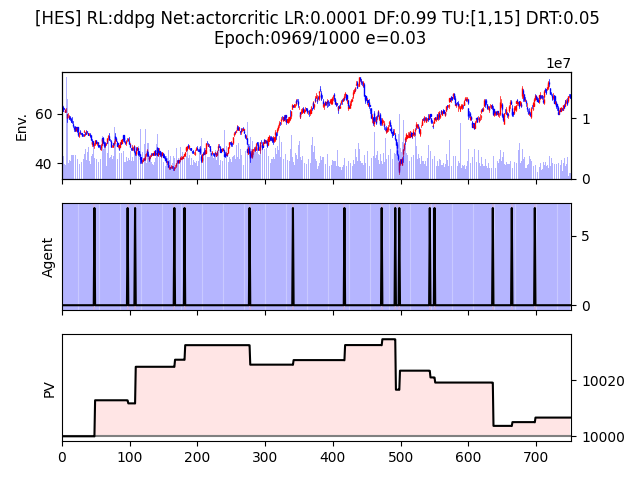 [HES] RL:ddpg Net:actorcritic LR:0.0001 DF:0.99 TU:[1,15] DRT:0.05
Epoch:0969/1000 e=0.03
1e7
Env.
60
40
1
0
Agent
5
0
PV
10020
10000
0 100 200 300 400 500 600 700